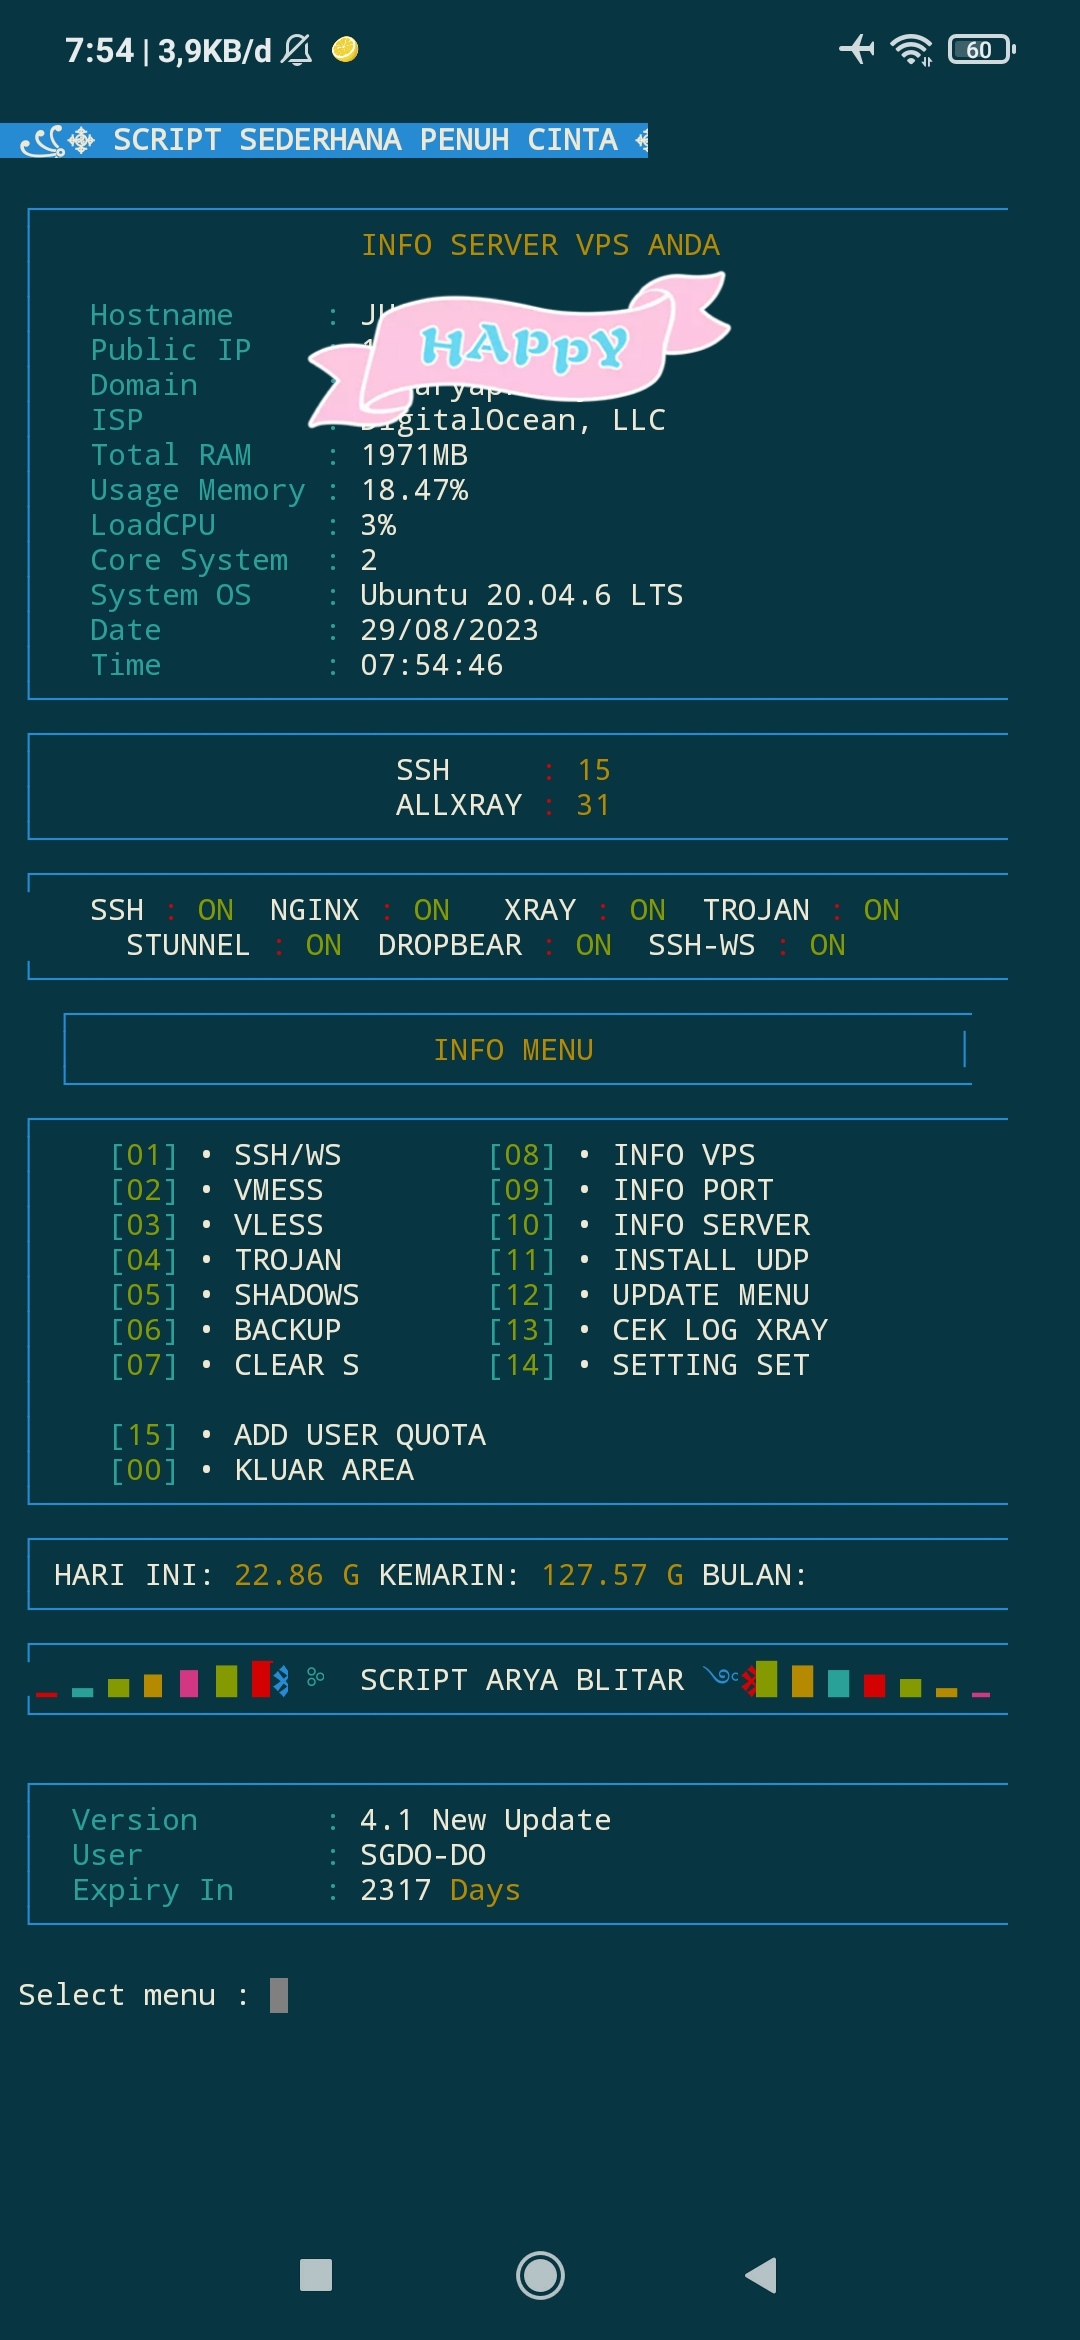 7:54 | 3,9KB/d
60
SCRIPT SEDERHANA PENUH CINTA
INFO SERVER VPS ANDA
HAPPY
Hostname :
Public IP :
Domain
ISP : DigitalOcean, LLC
Total RAM : 1971MB
Usage Memory : 18.47%
LoadCPU : 3%
Core System : 2
System OS : Ubuntu 20.04.6 LTS
Date : 29/08/2023
Time : 07:54:46
SSH : 15
ALLXRAY : 31
SSH : ON NGINX : ON XRAY : ON TROJAN : ON
STUNNEL : ON DROPBEAR : ON SSH-WS : ON
INFO MENU
[01] • SSH/WS [08] • INFO VPS
[02] • VMESS [09] • INFO PORT
[03] • VLESS [10] • INFO SERVER
[04] • TROJAN [11] • INSTALL UDP
[05] • SHADOWS [12] • UPDATE MENU
[06] • BACKUP [13] • CEK LOG XRAY
[07] • CLEAR S [14] • SETTING SET
[15] • ADD USER QUOTA
[00] • KLUAR AREA
HARI INI: 22.86 G KEMARIN: 127.57 G BULAN:
SCRIPT ARYA BLITAR
Version : 4.1 New Update
User : SGDO-DO
Expiry In : 2317 Days
Select menu :